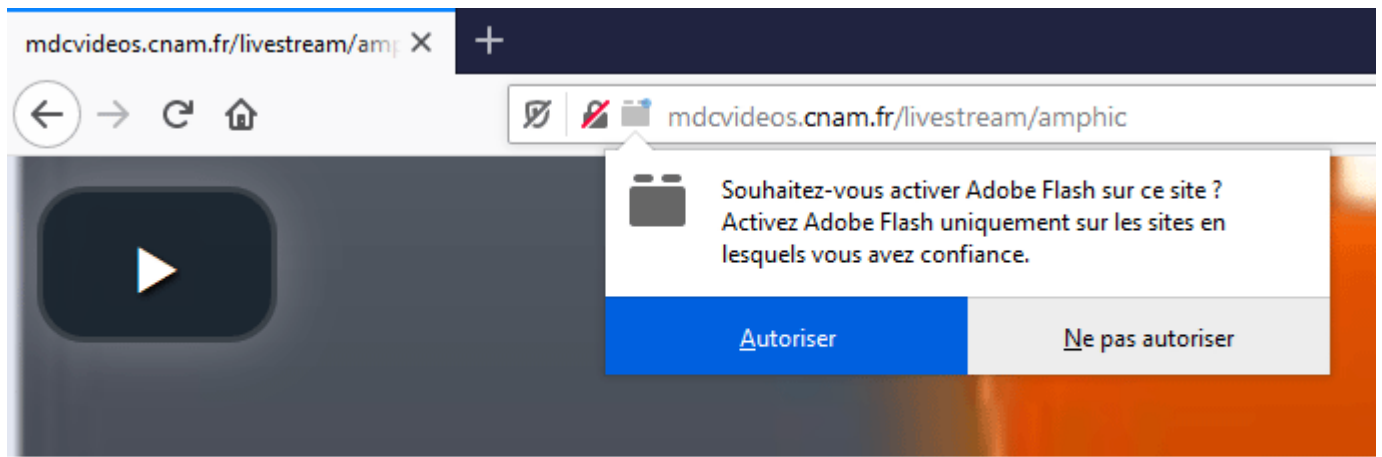 mdcvideos.cnam.fr/livestream/am
mdcvideos.cnam.fr/livestream/amphic
Souhaitez-vous activer Adobe Flash sur ce site ?
Activez Adobe Flash uniquement sur les sites en
lesquels vous avez confiance.
Autoriser
Ne pas autoriser